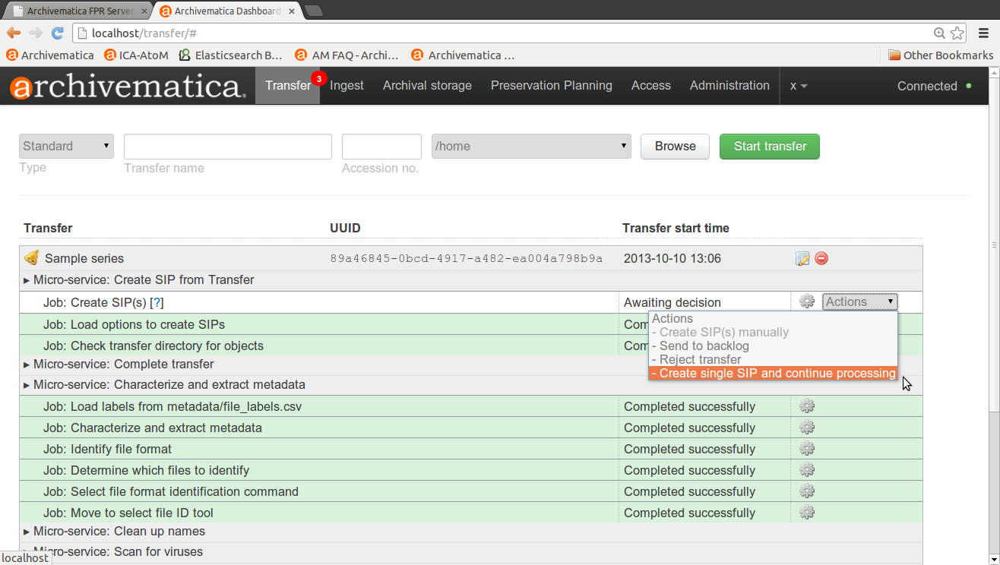 Archivematica FPR Server
Archivematica Dashboard
localhost/transfer/#
Archivematica
ICA-AtoM
Elasticsearch B...
AM FAQ - Archi...
Archivematica ...
Other Bookmarks
archivematica.
Transfer
3
Ingest
Archival storage
Preservation Planning
Access
Administration
x
Connected
Standard
/home
Browse
Start transfer
Type
Transfer name
Accession no.
Transfer UUID Transfer start time
Sample series 89a46845-0bcd-4917-a482-ea004a798b9a 2013-10-10 13:06
Micro-service: Create SIP from Transfer
Job: Create SIP(s) [?] Awaiting decision Actions
Actions
- Create SIP(s) manually
- Send to backlog
- Reject transfer
- Create single SIP and continue processing
Job: Load options to create SIPs Com
Job: Check transfer directory for objects Com
Micro-service: Complete transfer
Micro-service: Characterize and extract metadata
Job: Load labels from metadata/file_labels.csv Completed successfully
Job: Characterize and extract metadata Completed successfully
Job: Identify file format Completed successfully
Job: Determine which files to identify Completed successfully
Job: Select file format identification command Completed successfully
Job: Move to select file ID tool Completed successfully
Micro-service: Clean up names
Micro-service: Scan for viruses
localhost